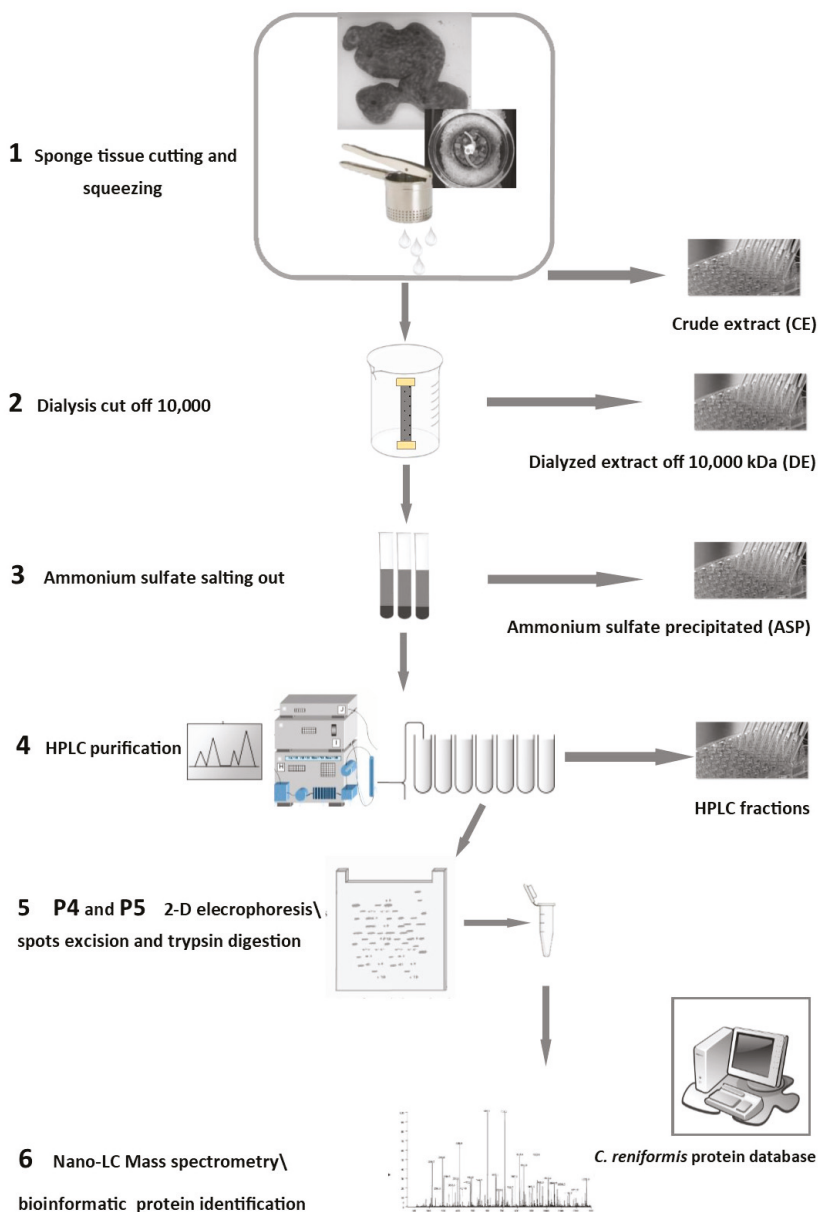 1 Sponge tissue cutting and
squeezing
Crude extract (CE)
2 Dialysis cut off 10,000
Dialyzed extract off 10,000 kDa (DE)
3 Ammonium sulfate salting out
Ammonium sulfate precipitated (ASP)
4 HPLC purification
HPLC fractions
5 P4 and P5 2-D elecrophoresis\
spots excision and trypsin digestion
C. reniformis protein database
6 Nano-LC Mass spectrometry\
bioinformatic protein identification